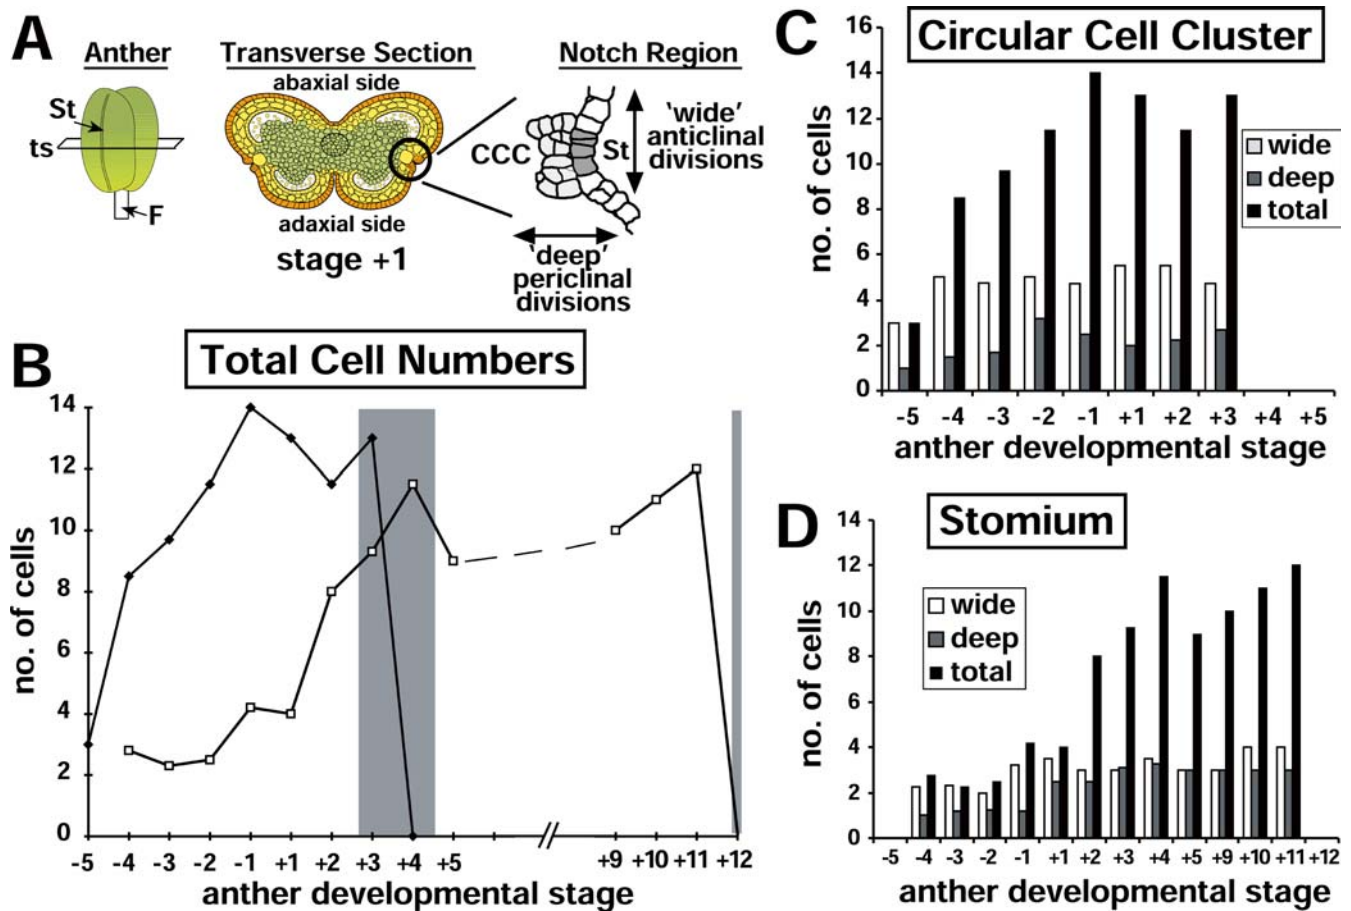 A
Anther
St
ts
F
Transverse Section
abaxial side
adaxial side
stage +1
Notch Region
CCC
St
'wide'
anticlinal
divisions
'deep'
periclinal
divisions
B
Total Cell Numbers
no. of cells
14
12
10
8
6
4
2
0
-5 -4 -3 -2 -1 +1 +2 +3 +4 +5 +9 +10 +11 +12
anther developmental stage
C
Circular Cell Cluster
no. of cells
16
14
12
10
8
6
4
2
0
wide
deep
total
-5 -4 -3 -2 -1 +1 +2 +3 +4 +5
anther developmental stage
D
Stomium
no. of cells
14
12
10
8
6
4
2
0
wide
deep
total
-5 -4 -3 -2 -1 +1 +2 +3 +4 +5 +9 +10 +11 +12
anther developmental stage